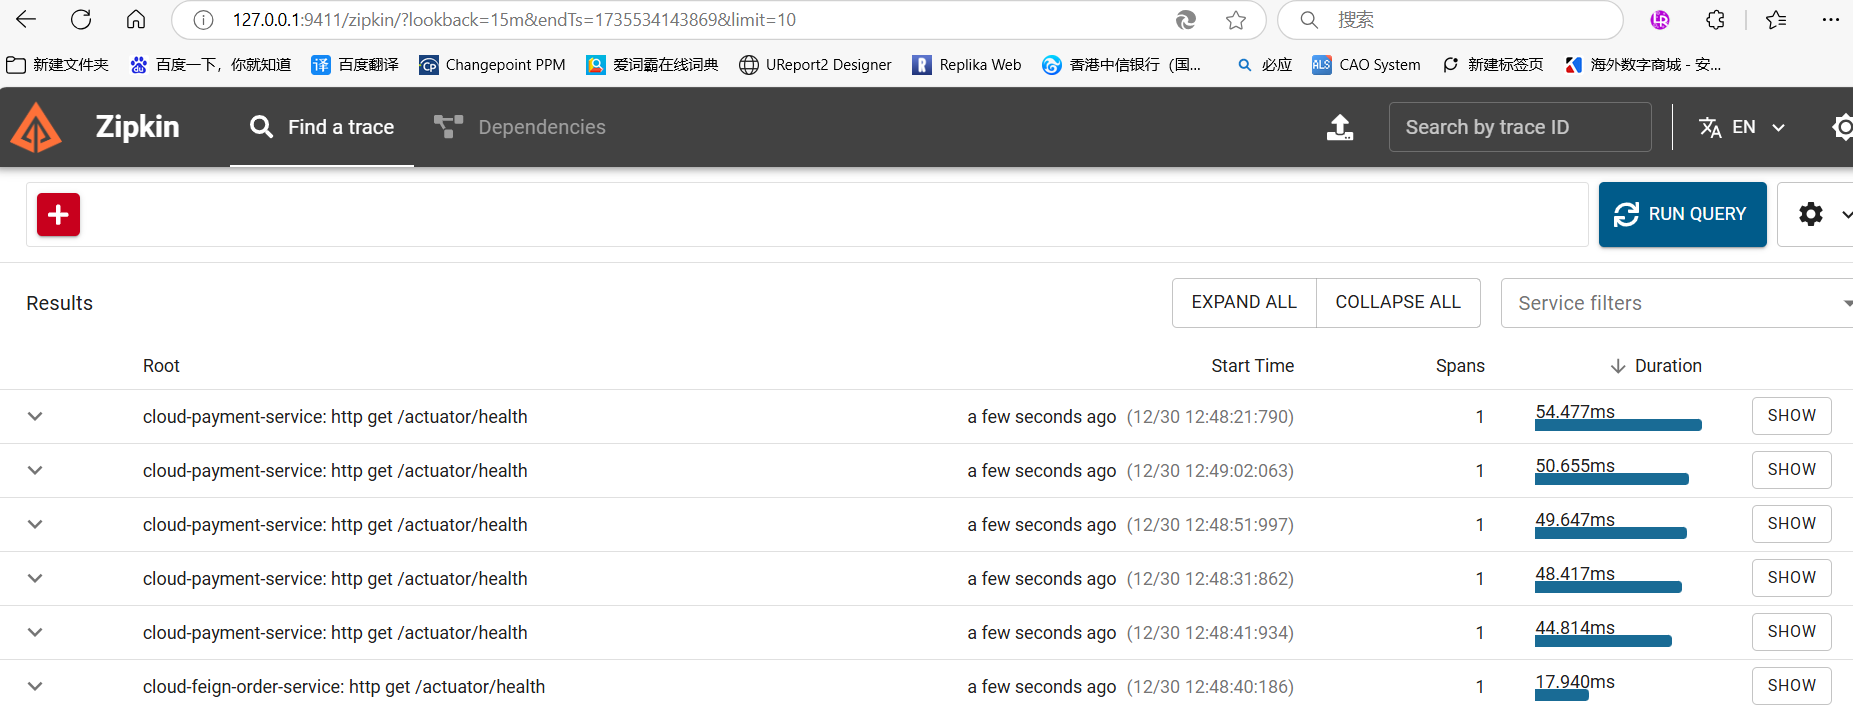 127.0.0.1:9411/zipkin/?lookback=15m&endTs=1735534143869&limit=10 搜索
新建文件夹 百度一下，你就知道 百度翻译 Changepoint PPM 爱词霸在线词典 UReport2 Designer Replika Web 香港中信银行（国... 必应 CAO System 新建标签页 海外数字商城 - 安...
Zipkin Find a trace Dependencies Search by trace ID EN
RUN QUERY
Results EXPAND ALL COLLAPSE ALL Service filters
Root Start Time Spans Duration
cloud-payment-service: http get /actuator/health a few seconds ago (12/30 12:48:21:790) 1 54.477ms SHOW
cloud-payment-service: http get /actuator/health a few seconds ago (12/30 12:49:02:063) 1 50.655ms SHOW
cloud-payment-service: http get /actuator/health a few seconds ago (12/30 12:48:51:997) 1 49.647ms SHOW
cloud-payment-service: http get /actuator/health a few seconds ago (12/30 12:48:31:862) 1 48.417ms SHOW
cloud-payment-service: http get /actuator/health a few seconds ago (12/30 12:48:41:934) 1 44.814ms SHOW
cloud-feign-order-service: http get /actuator/health a few seconds ago (12/30 12:48:40:186) 1 17.940ms SHOW